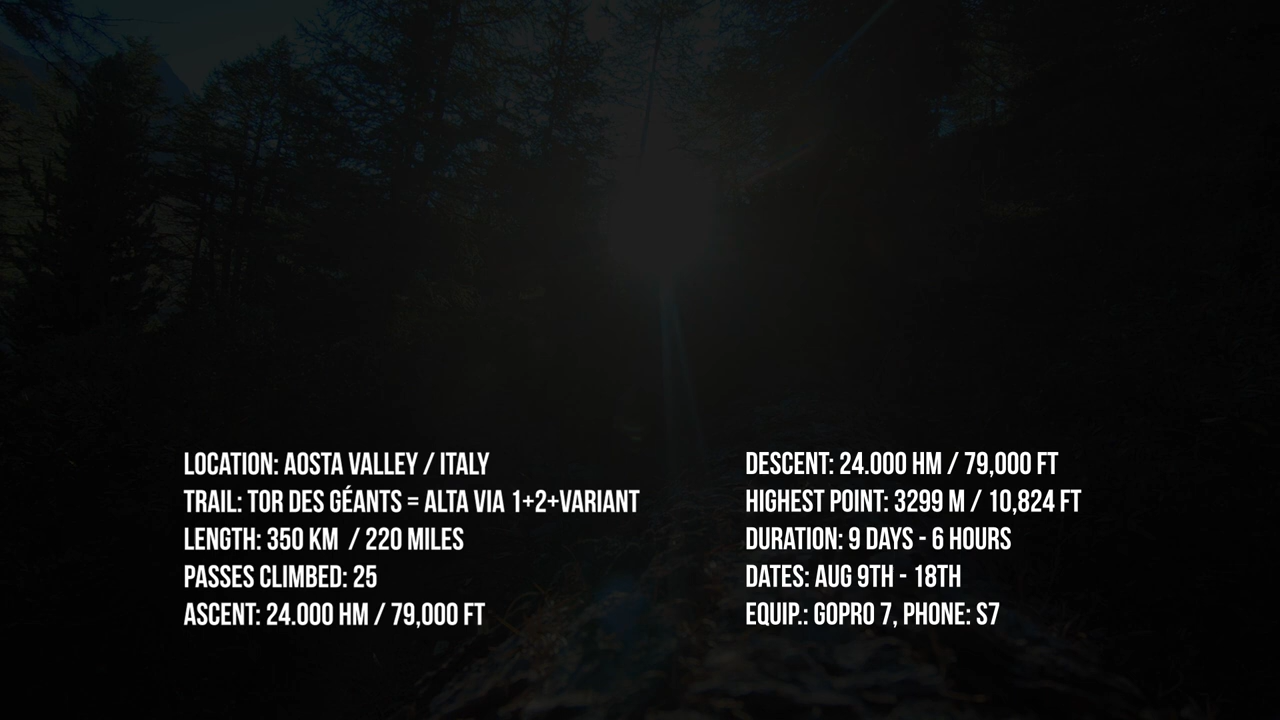 LOCATION: AOSTA VALLEY / ITALY
TRAIL: TOR DES GÉANTS = ALTA VIA 1+2+VARIANT
LENGTH: 350 KM  / 220 MILES
PASSES CLIMBED: 25
ASCENT: 24.000 HM / 79,000 FT
DESCENT: 24.000 HM / 79,000 FT
HIGHEST POINT: 3299 M / 10,824 FT
DURATION: 9 DAYS - 6 HOURS
DATES: AUG 9TH - 18TH
EQUIP.: GOPRO 7, PHONE: S7